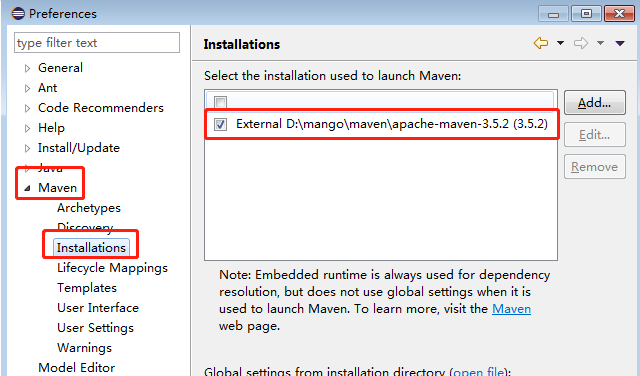 Preferences
type filter text
General
Ant
Code Recommenders
Help
Install/Update
Java
Maven
Archetypes
Discovery
Installations
Lifecycle Mappings
Templates
User Interface
User Settings
Warnings
Model Editor
Installations
Select the installation used to launch Maven:
External D:\mango\maven\apache-maven-3.5.2 (3.5.2)
Add...
Edit...
Remove
Note: Embedded runtime is always used for dependency
resolution, but does not use global settings when it is
used to launch Maven. To learn more, visit the Maven
web page.
Global settings from installation directory (open file):